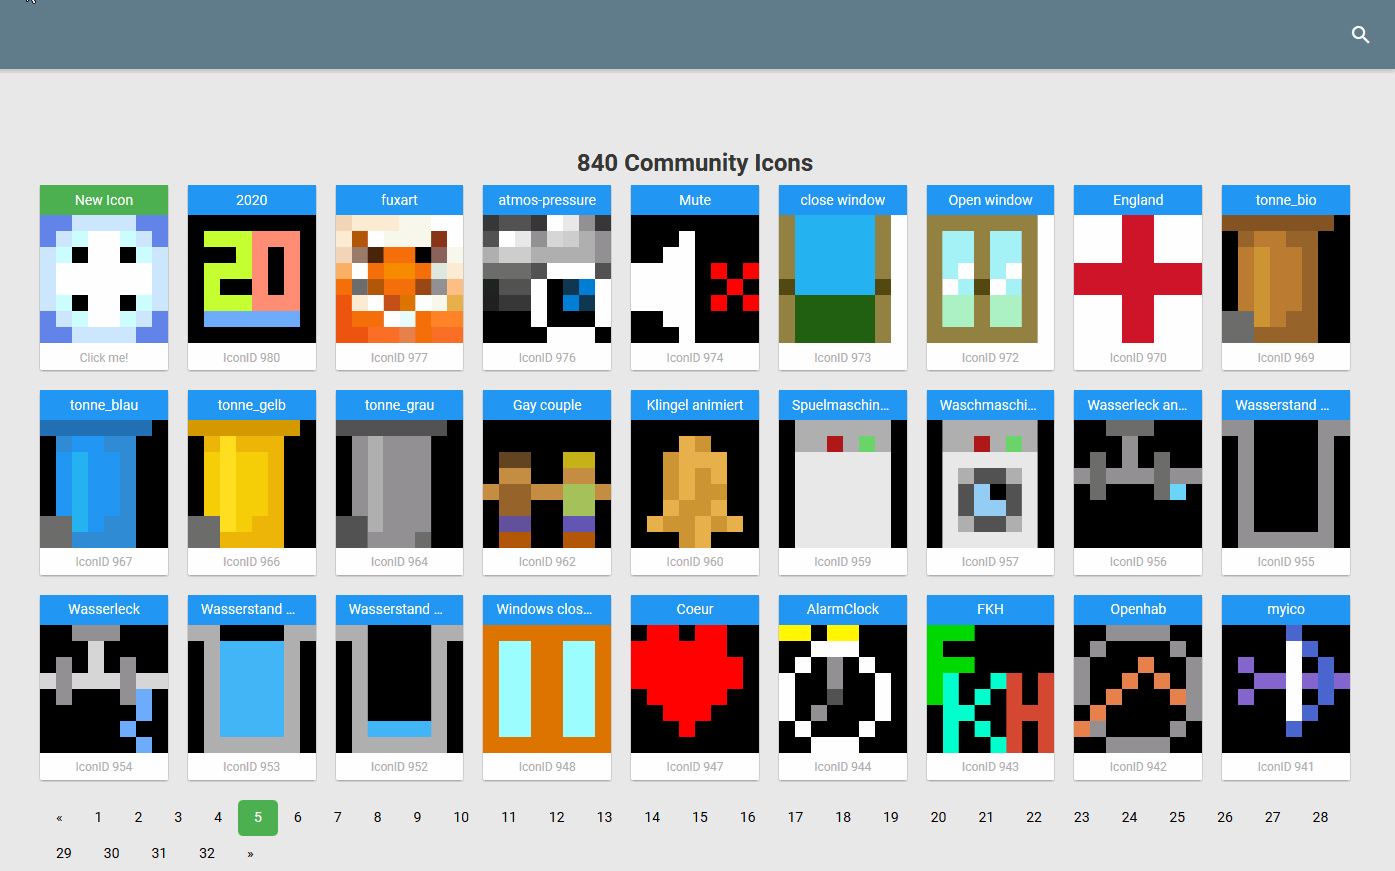 840 Community Icons
New Icon 2020 fuxart atmos-pressure Mute close window Open window England tonne_bio
20
Click me! IconID 980 IconID 977 IconID 976 IconID 974 IconID 973 IconID 972 IconID 970 IconID 969
tonne_blau tonne_gelb tonne_grau Gay couple Klingel animiert Spuelmaschin... Waschmaschi... Wasserleck an... Wasserstand ...
IconID 967 IconID 966 IconID 964 IconID 962 IconID 960 IconID 959 IconID 957 IconID 956 IconID 955
Wasserleck Wasserstand ... Wasserstand ... Windows clos... Coeur AlarmClock FKH Openhab myico
FKH
IconID 954 IconID 953 IconID 952 IconID 948 IconID 947 IconID 944 IconID 943 IconID 942 IconID 941
« 1 2 3 4 5 6 7 8 9 10 11 12 13 14 15 16 17 18 19 20 21 22 23 24 25 26 27 28
29 30 31 32 »